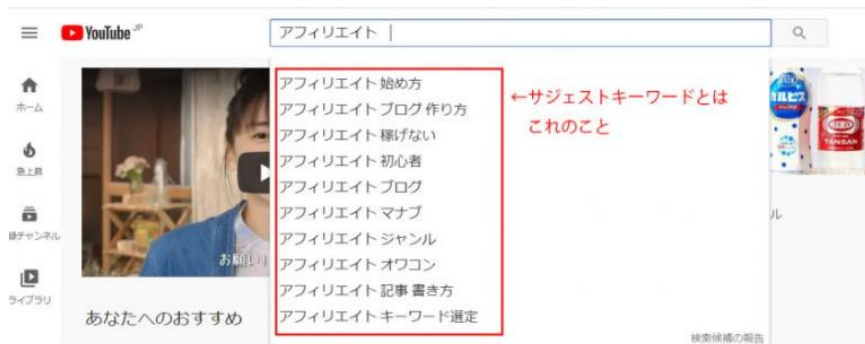 YouTube JP
アフィリエイト
アフィリエイト 始め方
アフィリエイト ブログ 作り方
アフィリエイト 稼げない
アフィリエイト 初心者
アフィリエイト ブログ
アフィリエイト マナブ
アフィリエイト ジャンル
アフィリエイト オワコン
アフィリエイト 記事 書き方
アフィリエイト キーワード選定
検索候補の報告
←サジェストキーワードとは
これのこと
ホーム
急上昇
録チャンネル
ライブラリ
お願い!
あなたへのおすすめ
カルピス
TANSAN
ル